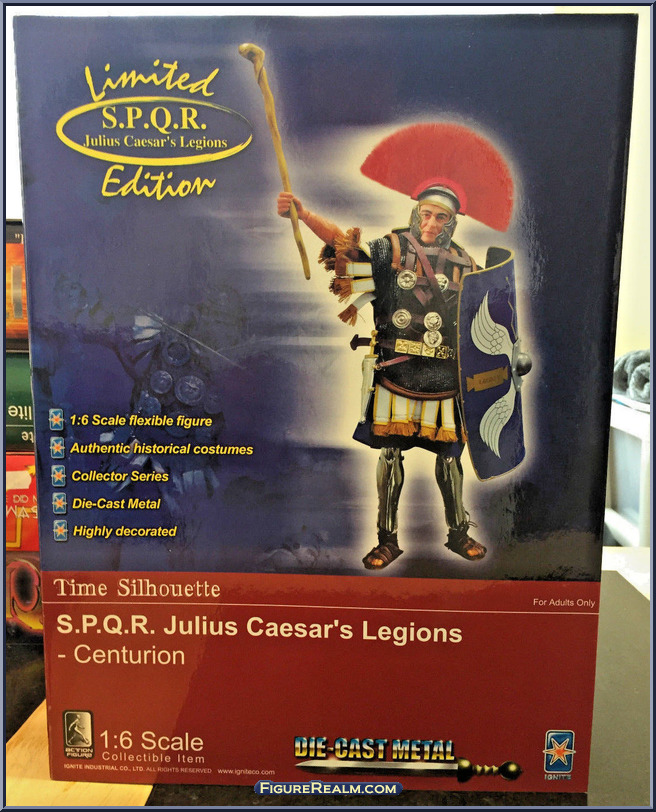 Limited
S.P.Q.R.
Julius Caesar's Legions
Edition
1:6 Scale flexible figure
Authentic historical costumes
Collector Series
Die-Cast Metal
Highly decorated
Time Silhouette
For Adults Only
S.P.Q.R. Julius Caesar's Legions
- Centurion
ACTION
FIGURE
1:6 Scale
Collectible Item
IGNITE INDUSTRIAL CO., LTD. ALL RIGHTS RESERVED www.igniteco.com
DIE-CAST METAL
IGNITE
FIGUREREALM.COM